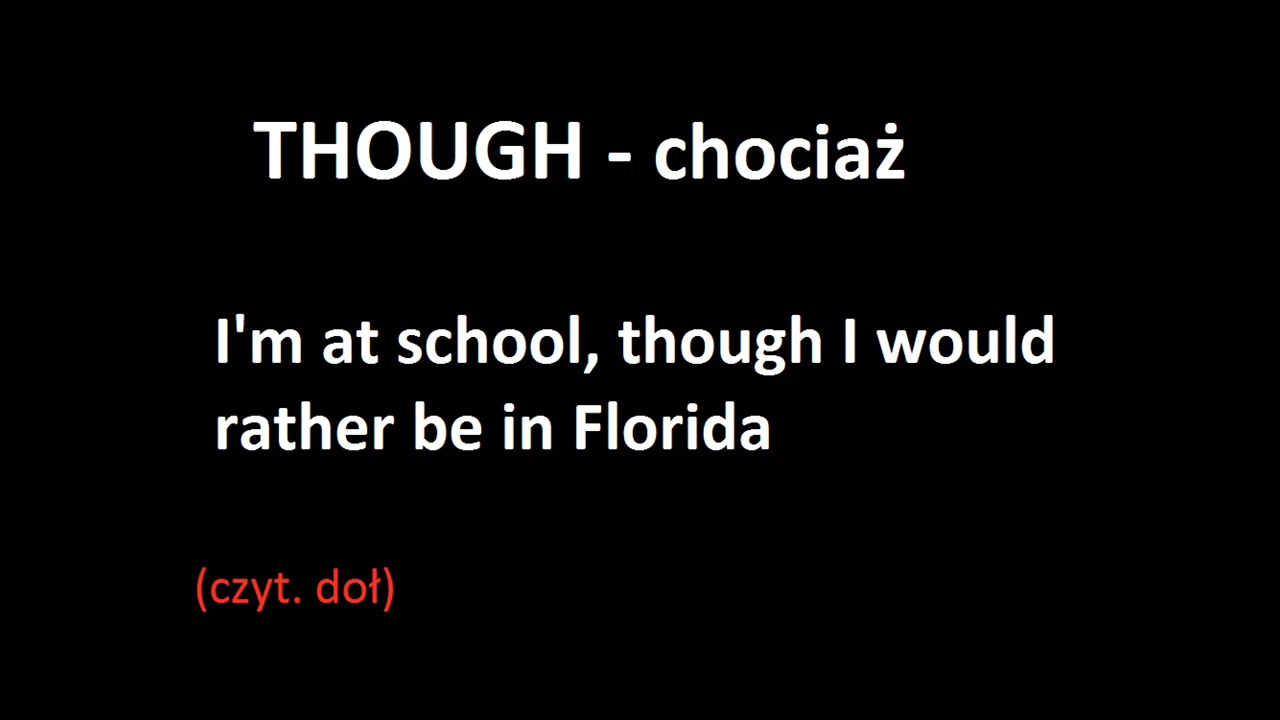 THOUGH - chociaż
I'm at school, though I would
rather be in Florida
(czyt. doł)